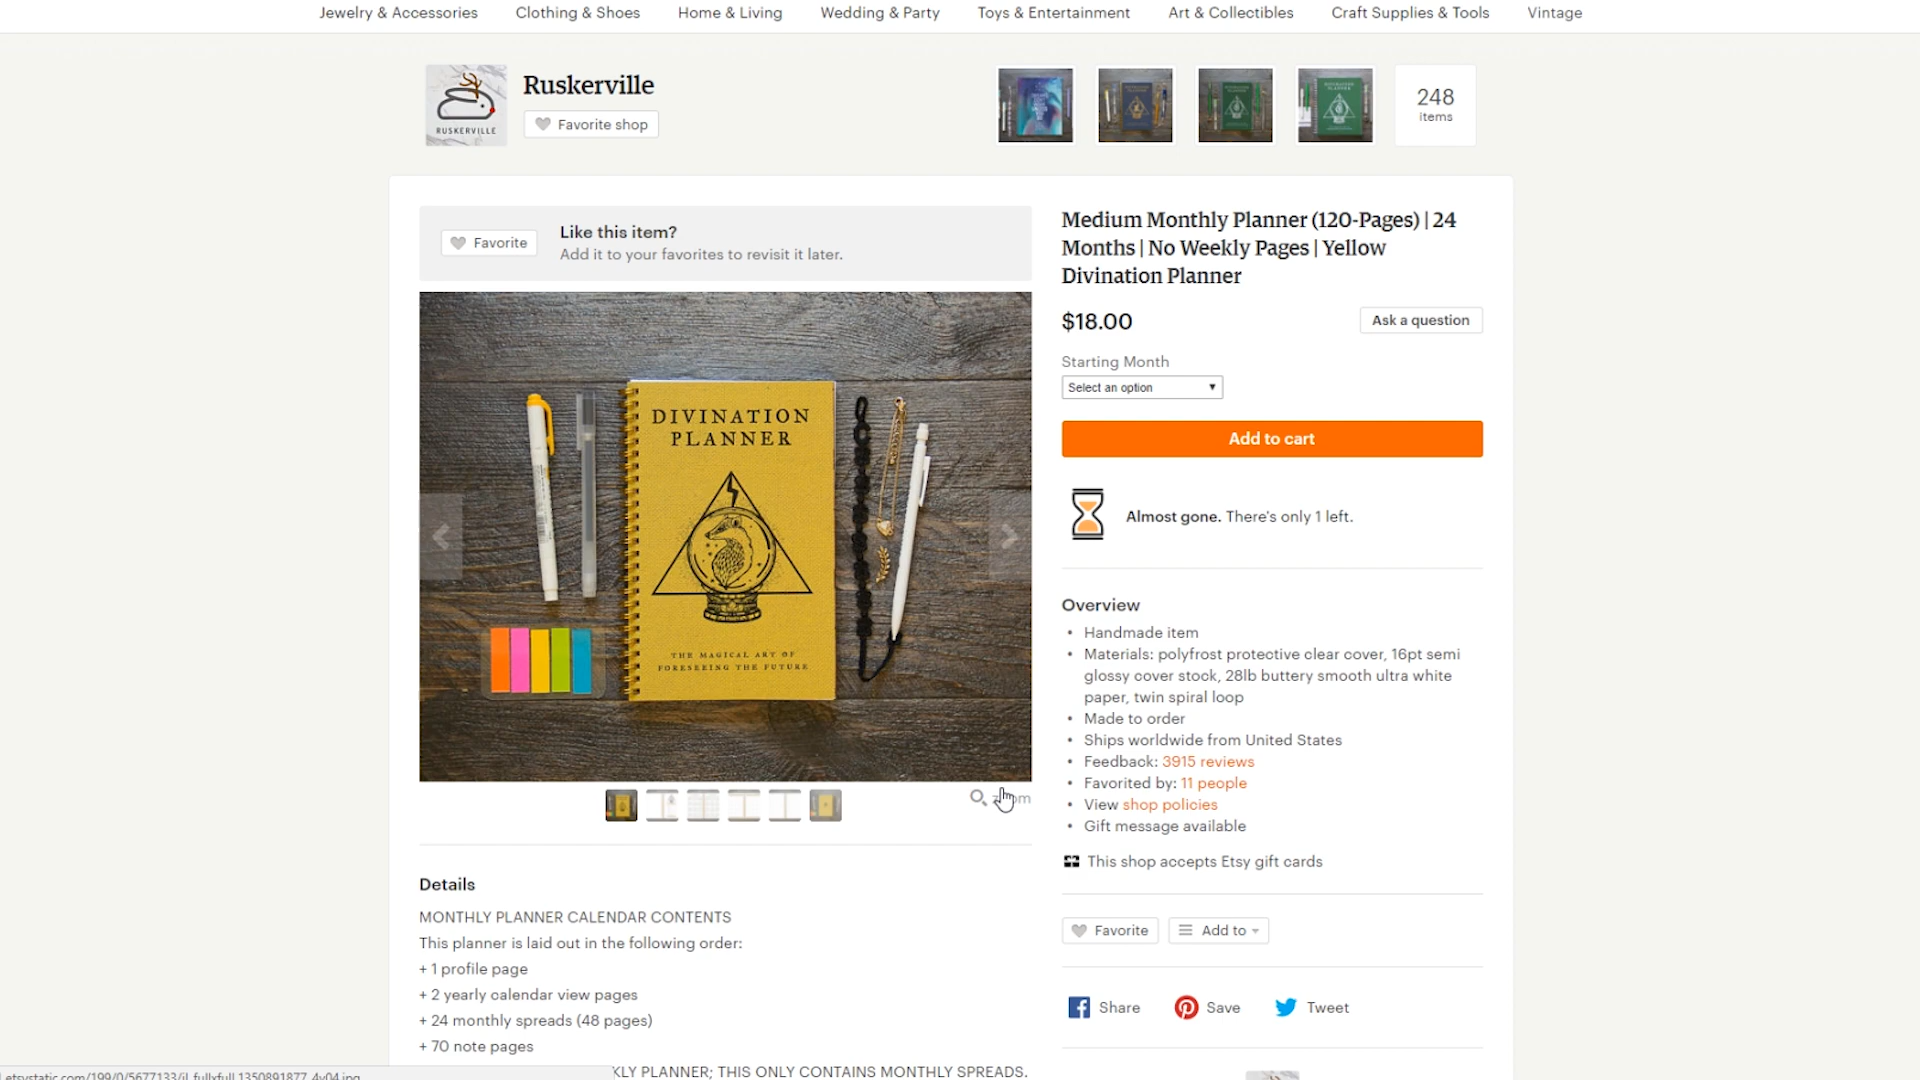 Jewelry & Accessories
Clothing & Shoes
Home & Living
Wedding & Party
Toys & Entertainment
Art & Collectibles
Craft Supplies & Tools
Vintage
RUSKERVILLE
Ruskerville
Favorite shop
248
items
Favorite
Like this item?
Add it to your favorites to revisit it later.
DIVINATION
PLANNER
THE MAGICAL ART OF
FORESEEING THE FUTURE
Details
MONTHLY PLANNER CALENDAR CONTENTS
This planner is laid out in the following order:
+ 1 profile page
+ 2 yearly calendar view pages
+ 24 monthly spreads (48 pages)
+ 70 note pages
PLANNER; THIS ONLY CONTAINS MONTHLY SPREADS.
Medium Monthly Planner (120-Pages) | 24
Months | No Weekly Pages | Yellow
Divination Planner
$18.00
Ask a question
Starting Month
Select an option
Add to cart
Almost gone. There's only 1 left.
Overview
• Handmade item
• Materials: polyfrost protective clear cover, 16pt semi
glossy cover stock, 28lb buttery smooth ultra white
paper, twin spiral loop
• Made to order
• Ships worldwide from United States
• Feedback: 3915 reviews
• Favorited by: 11 people
• View shop policies
• Gift message available
This shop accepts Etsy gift cards
Favorite
Add to
Share
Save
Tweet